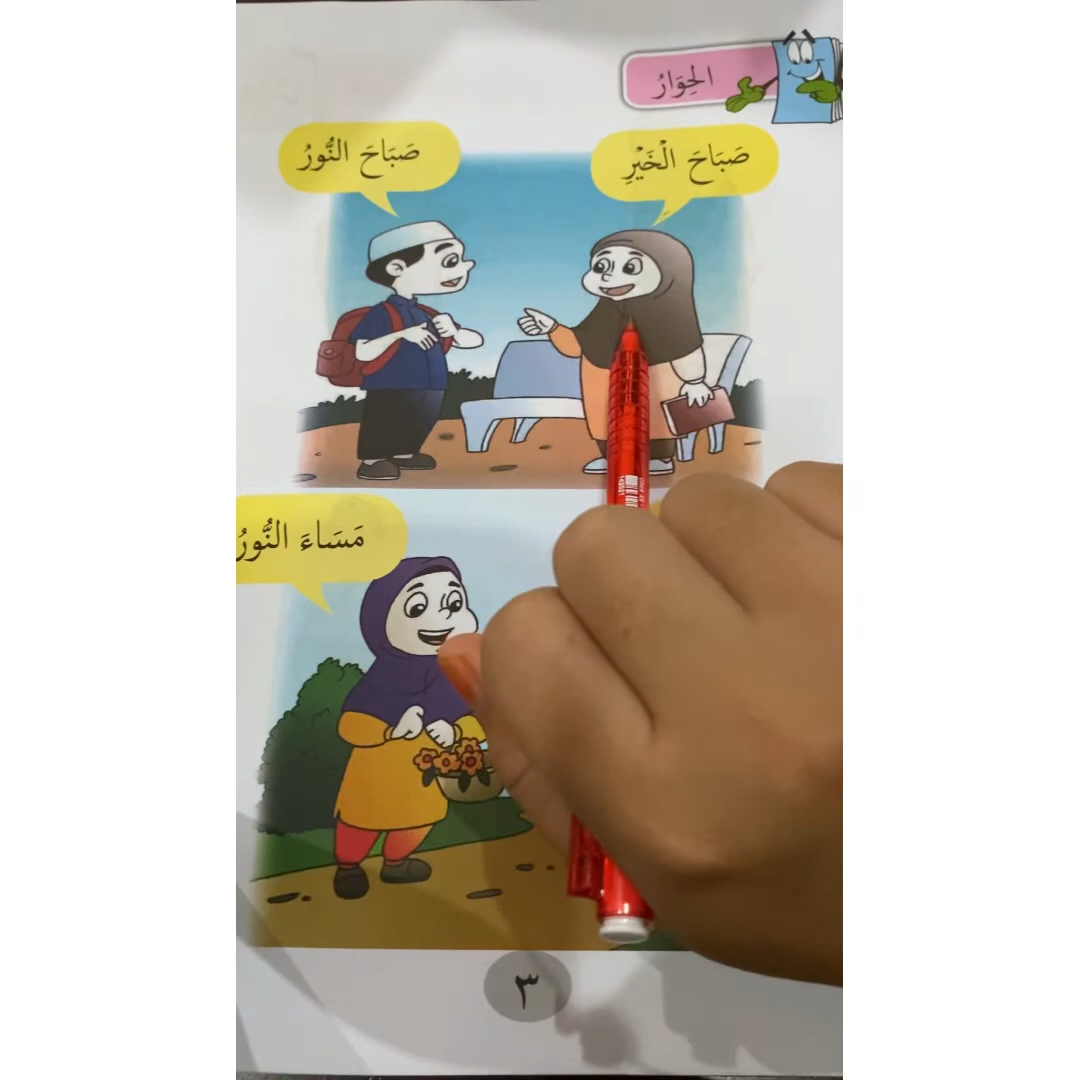 الحِوَارُ
صَبَاحَ الْخَيْرِ
صَبَاحَ النُّورُ
مَسَاءَ النُّورُ
٣